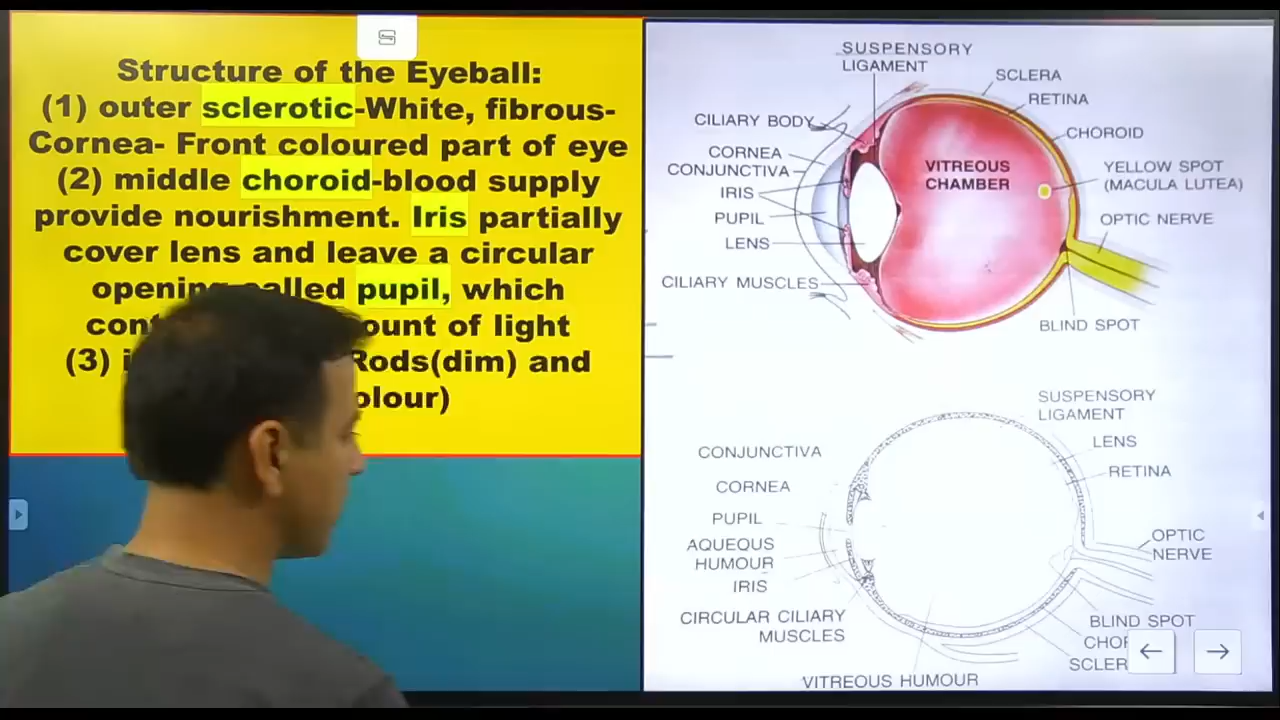 Structure of the Eyeball:
(1) outer sclerotic-White, fibrous-
Cornea- Front coloured part of eye
(2) middle choroid-blood supply
provide nourishment. Iris partially
cover lens and leave a circular
opening called pupil, which
ount of light
(3) Rods(dim) and
olour)
SUSPENSORY
LIGAMENT
SCLERA
RETINA
CILIARY BODY
CHOROID
CORNEA
CONJUNCTIVA
IRIS
PUPIL
LENS
CILIARY MUSCLES
VITREOUS
CHAMBER
YELLOW SPOT
(MACULA LUTEA)
OPTIC NERVE
BLIND SPOT
SUSPENSORY
LIGAMENT
LENS
RETINA
CONJUNCTIVA
CORNEA
PUPIL
AQUEOUS
HUMOUR
IRIS
CIRCULAR CILIARY
MUSCLES
OPTIC
NERVE
BLIND SPOT
CHOR
SCLER
VITREOUS HUMOUR